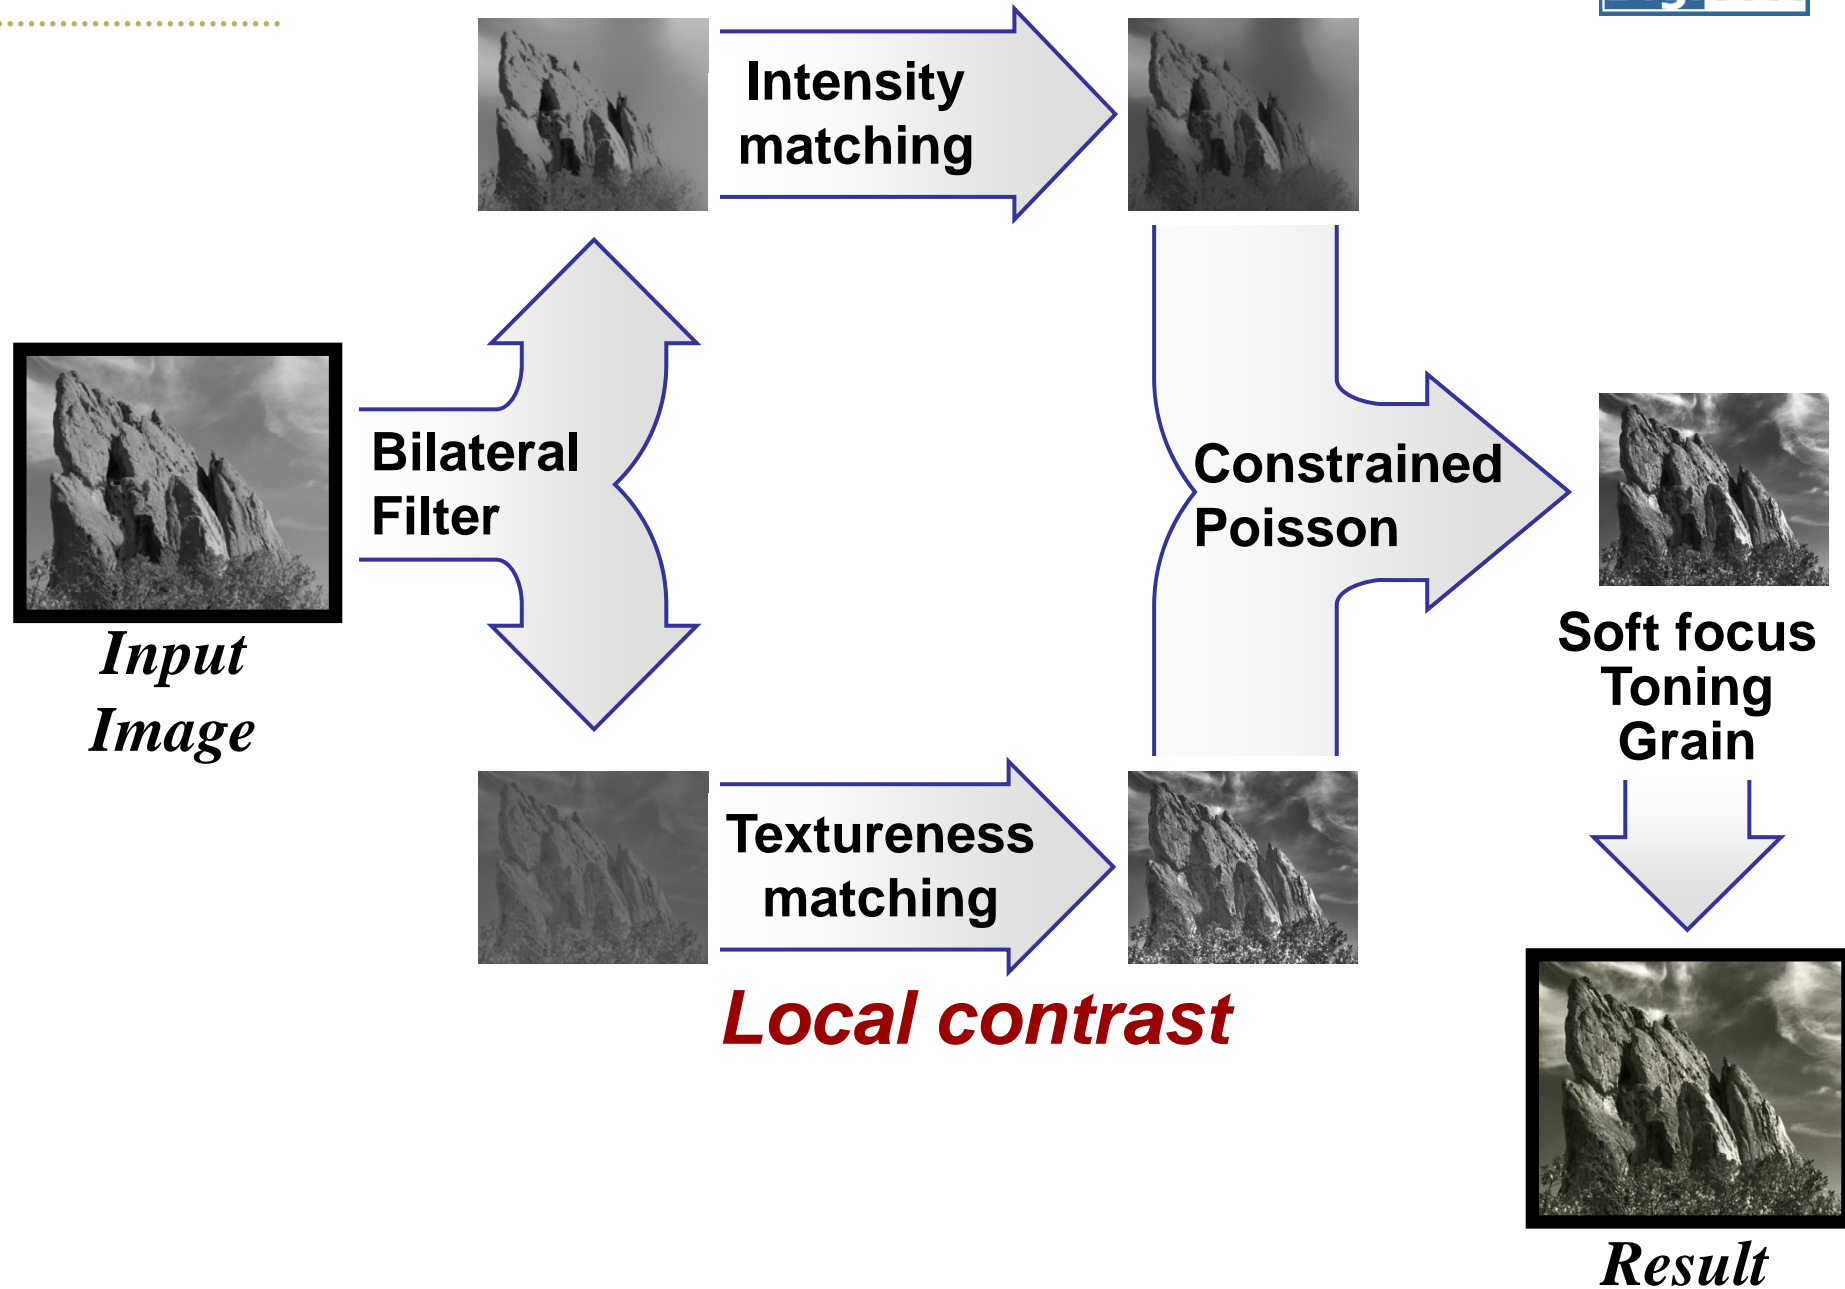 Intensity
matching
Bilateral
Filter
Constrained
Poisson
Input
Image
Soft focus
Toning
Grain
Textureness
matching
Local contrast
Result